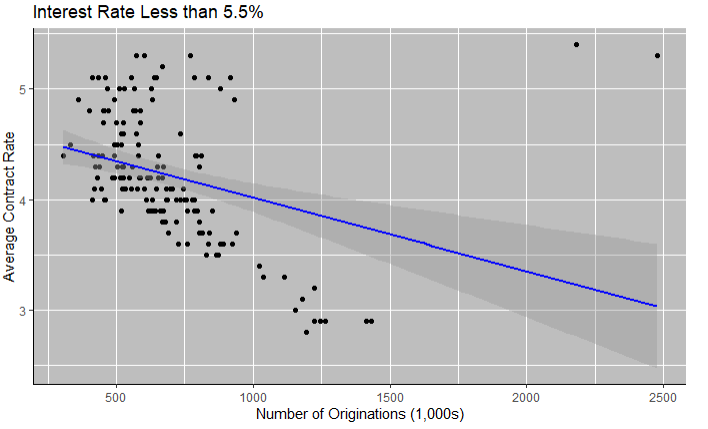 Interest Rate Less than 5.5%
Average Contract Rate
5
4
3
500 1000 1500 2000 2500
Number of Originations (1,000s)